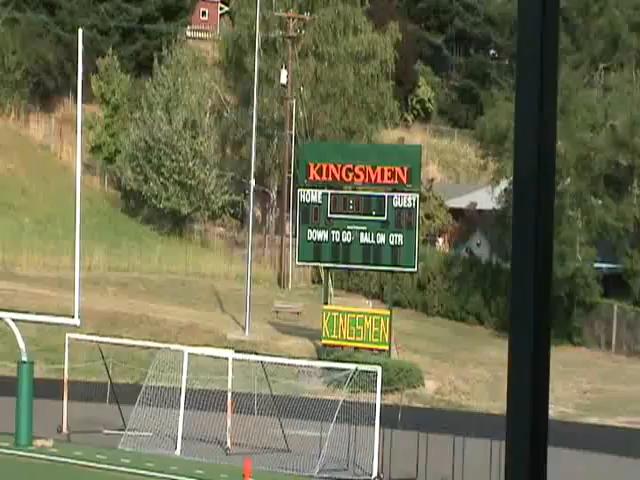 KINGSMEN
HOME GUEST
DOWN TO GO BALL ON QTR
KINGSMEN